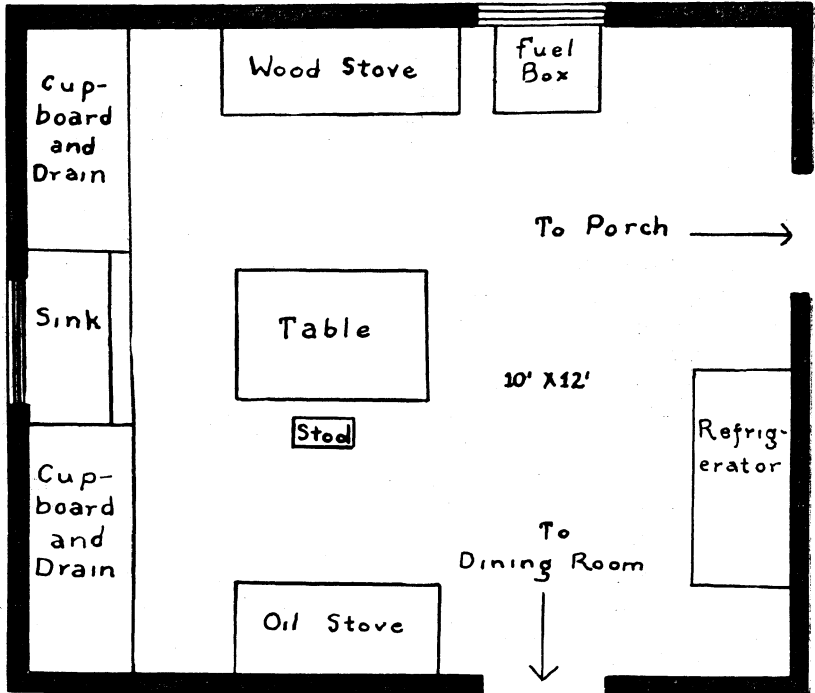 Wood Stove
Fuel
Box
Cup-
board
and
Drain
To Porch
Sink
Table
10' X 12'
Stool
Refrig-
erator
Cup-
board
and
Drain
To
Dining Room
Oil Stove